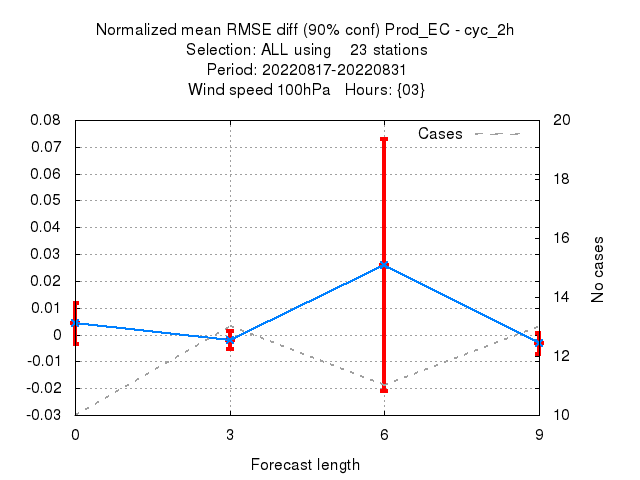 Normalized mean RMSE diff (90% conf) Prod_EC - cyc_2h
Selection: ALL using    23 stations
Period: 20220817-20220831
Wind speed 100hPa   Hours: {03}
0.08
0.07
0.06
0.05
0.04
0.03
0.02
0.01
0
-0.01
-0.02
-0.03
Cases
20
18
16
14
12
10
No cases
0 3 6 9
Forecast length